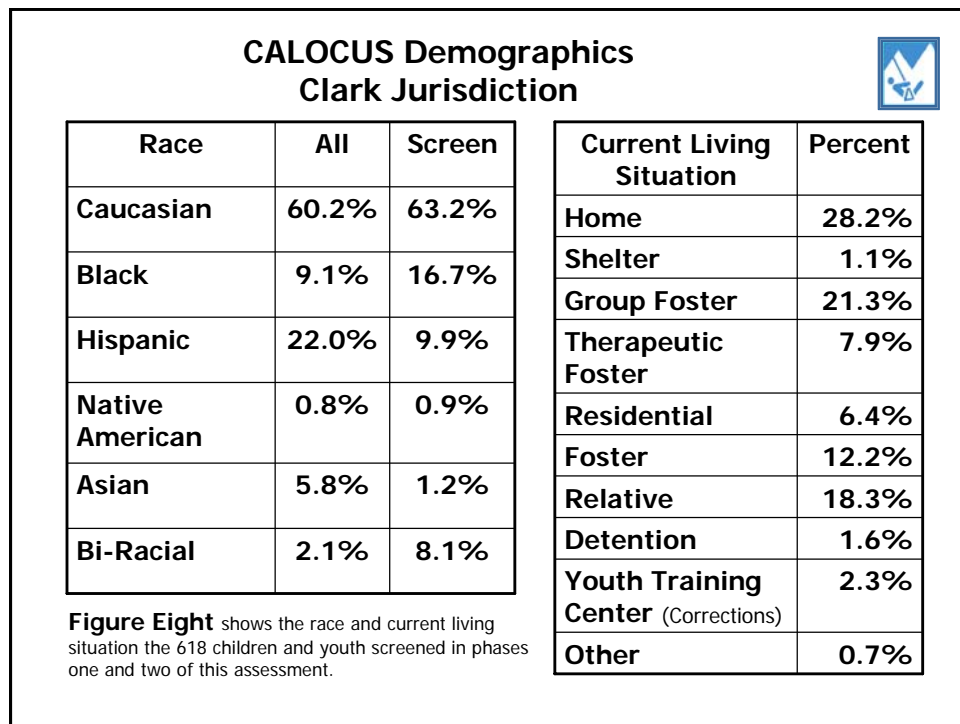 CALOCUS Demographics
Clark Jurisdiction
Race All Screen
Caucasian 60.2% 63.2%
Black 9.1% 16.7%
Hispanic 22.0% 9.9%
Native
American 0.8% 0.9%
Asian 5.8% 1.2%
Bi-Racial 2.1% 8.1%
Figure Eight shows the race and current living
situation the 618 children and youth screened in phases
one and two of this assessment.
Current Living
Situation Percent
Home 28.2%
Shelter 1.1%
Group Foster 21.3%
Therapeutic
Foster 7.9%
Residential 6.4%
Foster 12.2%
Relative 18.3%
Detention 1.6%
Youth Training
Center (Corrections) 2.3%
Other 0.7%